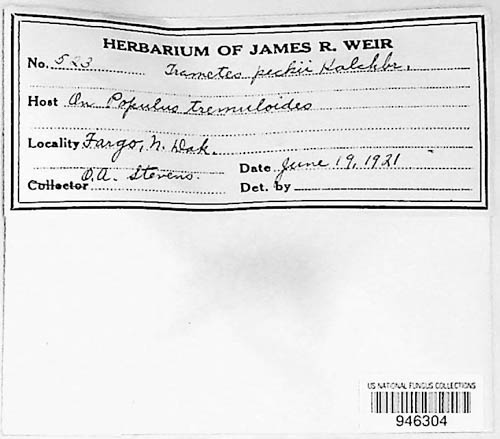 HERBARIUM OF JAMES R. WEIR
No. 523 Trametes peckii Kalchbr.
Host On Populus tremuloides
Locality Fargo, N. Dak.
Collector O.A. Stevens. Date June 19, 1921
Det. by
US NATIONAL FUNGUS COLLECTIONS
946304